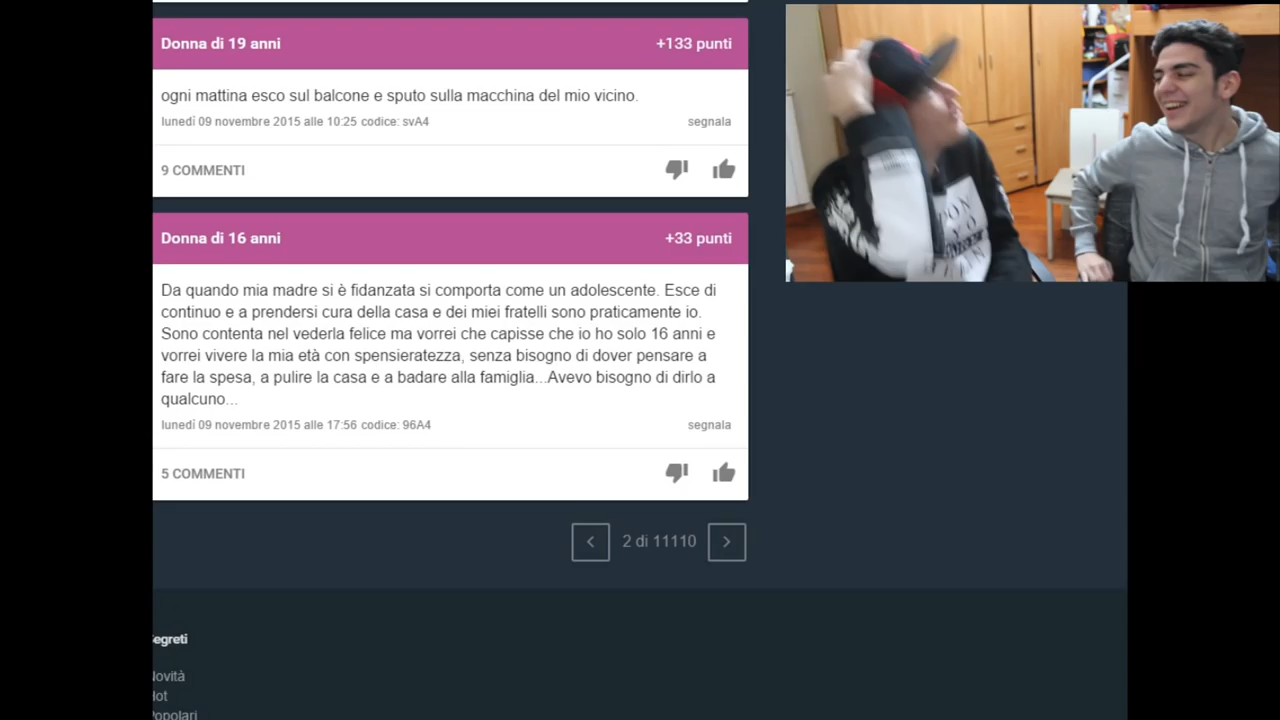 Donna di 19 anni
+133 punti
ogni mattina esco sul balcone e sputo sulla macchina del mio vicino.
lunedì 09 novembre 2015 alle 10:25 codice: svA4
segnala
9 COMMENTI
Donna di 16 anni
+33 punti
Da quando mia madre si è fidanzata si comporta come un adolescente. Esce di
continuo e a prendersi cura della casa e dei miei fratelli sono praticamente io.
Sono contenta nel vederla felice ma vorrei che capisse che io ho solo 16 anni e
vorrei vivere la mia età con spensieratezza, senza bisogno di dover pensare a
fare la spesa, a pulire la casa e a badare alla famiglia...Avevo bisogno di dirlo a
qualcuno...
lunedì 09 novembre 2015 alle 17:56 codice: 96A4
segnala
5 COMMENTI
2 di 11110
Segreti
Novità
Hot
Popolari